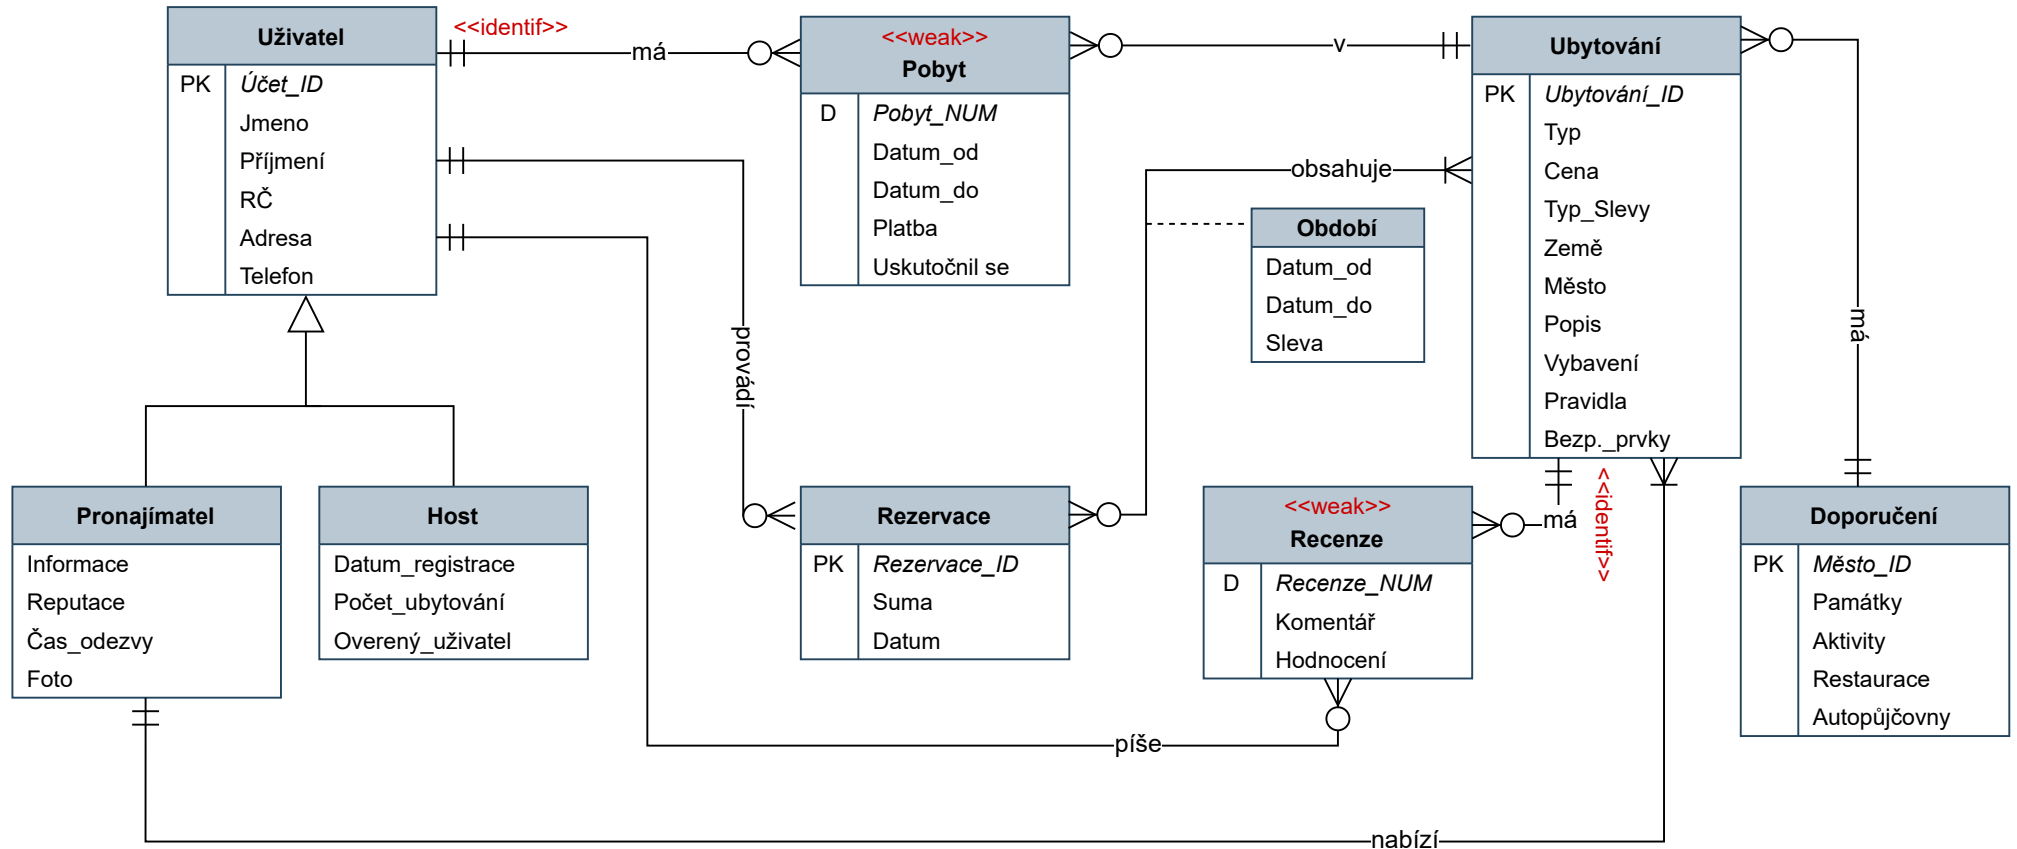 Uživatel
PK
Účet_ID
Jmeno
Příjmení
RČ
Adresa
Telefon
<<identif>>
má
<<weak>>
Pobyt
D
Pobyt_NUM
Datum_od
Datum_do
Platba
Uskutočnil se
v
Ubytování
PK
Ubytování_ID
Typ
Cena
Typ_Slevy
Země
Město
Popis
Vybavení
Pravidla
Bezp._prvky
obsahuje
Období
Datum_od
Datum_do
Sleva
má
provádí
Pronajímatel
Informace
Reputace
Čas_odezvy
Foto
Host
Datum_registrace
Počet_ubytování
Overený_uživatel
Rezervace
PK
Rezervace_ID
Suma
Datum
<<weak>>
Recenze
D
Recenze_NUM
Komentář
Hodnocení
má
<<identif>>
Doporučení
PK
Město_ID
Památky
Aktivity
Restaurace
Autopůjčovny
píše
nabízí